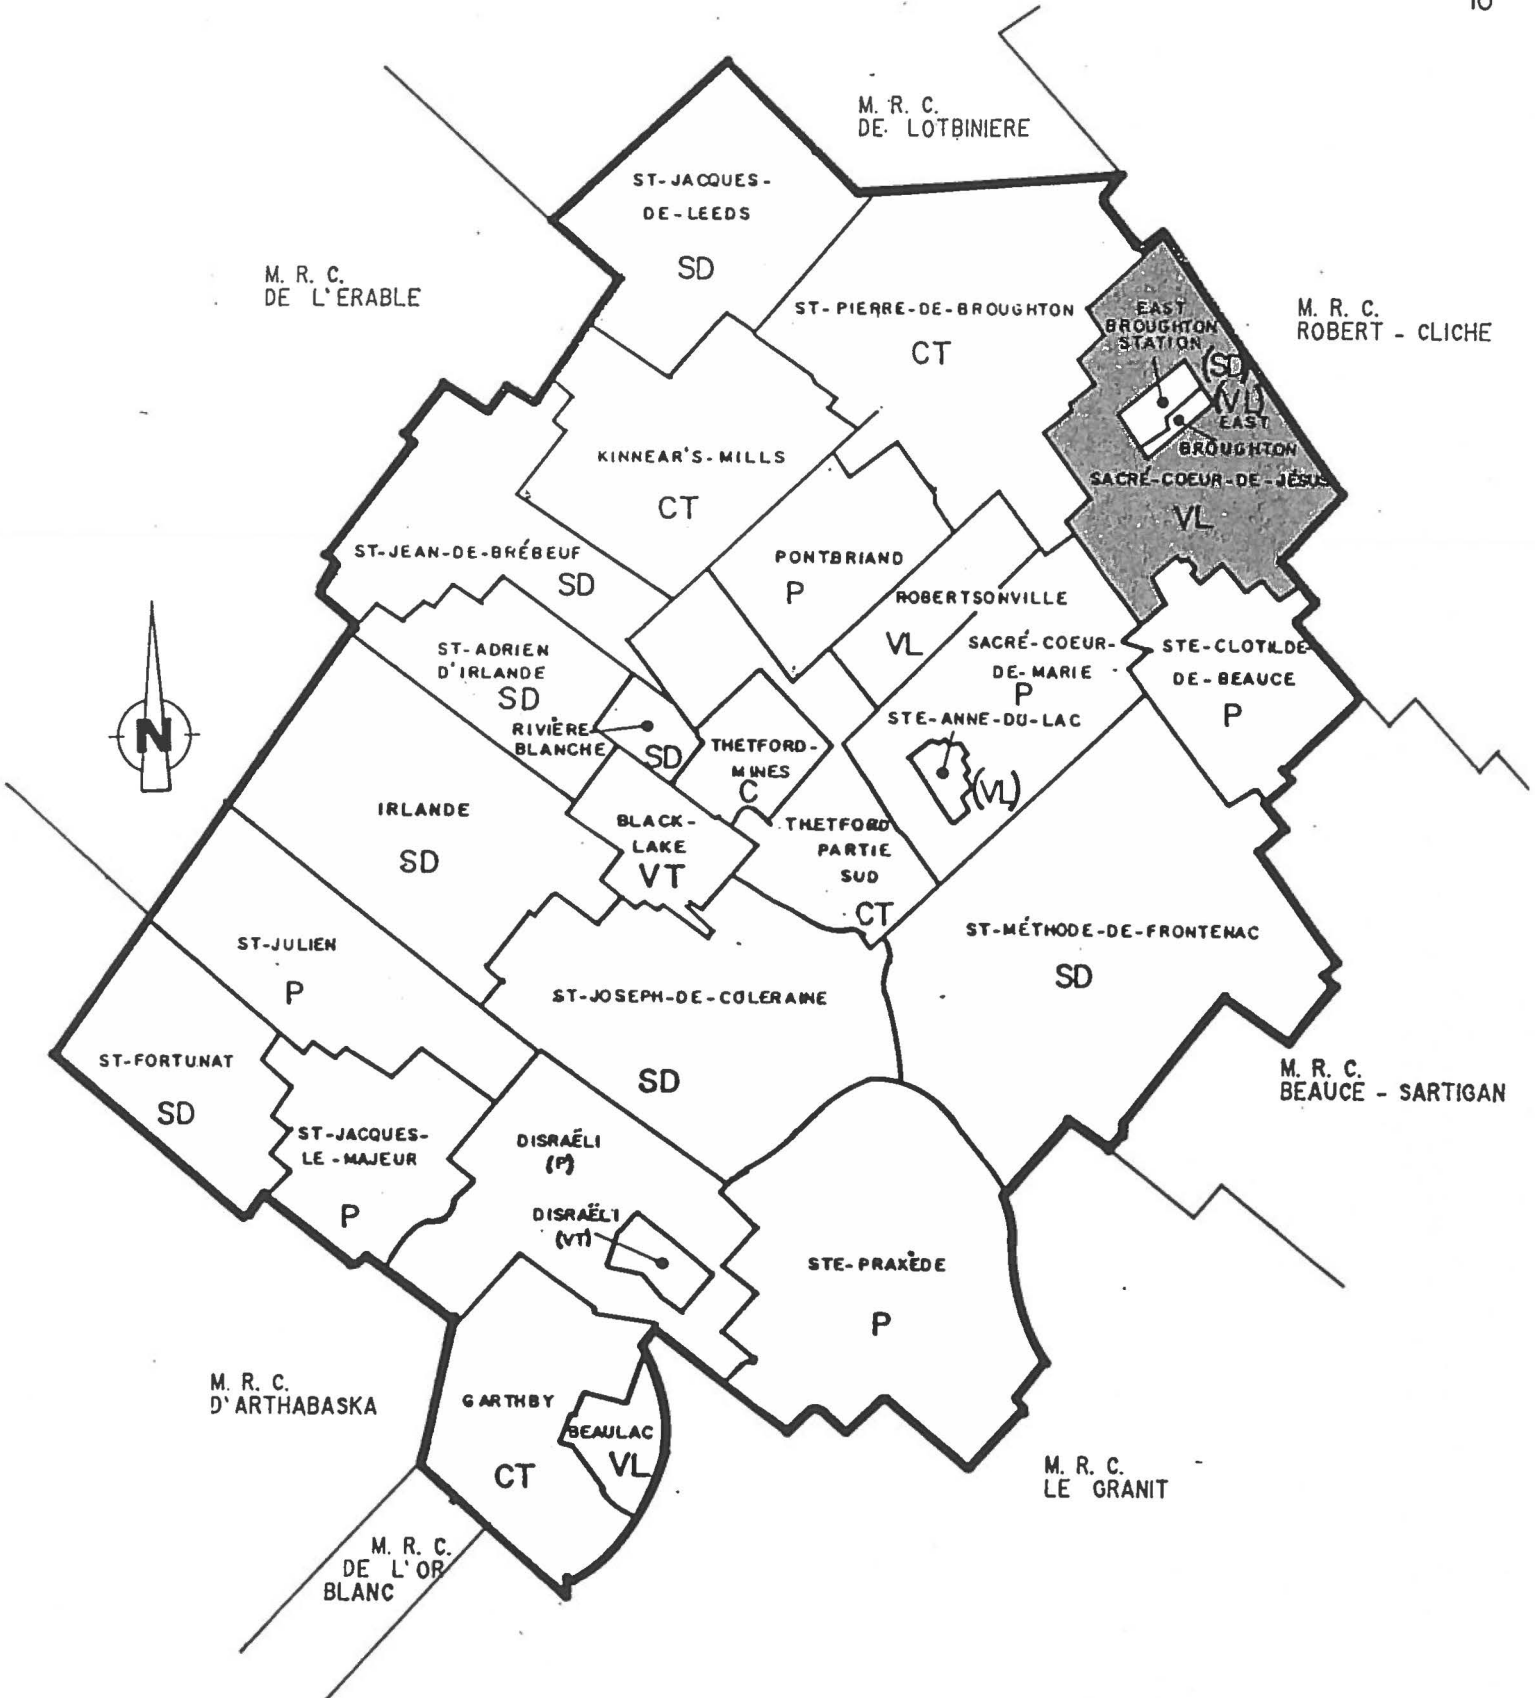 10
M. R. C.
DE LOTBINIERE
ST-JACQUES-
DE-LEEDS
SD
M. R. C.
DE L'ERABLE
ST-PIERRE-DE-BROUGHTON
CT
EAST
BROUGHTON
STATION
(SD)
(VL)
EAST
BROUGHTON
SACRÉ-COEUR-DE-JÉSUS
VL
M. R. C.
ROBERT - CLICHE
KINNEAR'S-MILLS
CT
ST-JEAN-DE-BRÉBEUF
SD
PONTBRIAND
P
ROBERTSONVILLE
VL
SACRÉ-COEUR-
DE-MARIE
P
STE-CLOTILDE-
DE-BEAUCE
P
ST-ADRIEN
D'IRLANDE
SD
RIVIÈRE
BLANCHE
SD
N
STE-ANNE-DU-LAC
(VL)
THETFORD-
MINES
C
IRLANDE
SD
BLACK-
LAKE
VT
THETFORD
PARTIE
SUD
CT
ST-MÉTHODE-DE-FRONTENAC
SD
ST-JULIEN
P
ST-JOSEPH-DE-COLERAINE
SD
ST-FORTUNAT
SD
M. R. C.
BEAUCE - SARTIGAN
ST-JACQUES-
LE-MAJEUR
P
DISRAËLI
(P)
DISRAËLI
(VT)
STE-PRAXÈDE
P
M. R. C.
D'ARTHABASKA
GARTHBY
CT
BEAULAC
VL
M. R. C.
LE GRANIT
M. R. C.
DE L'OR
BLANC